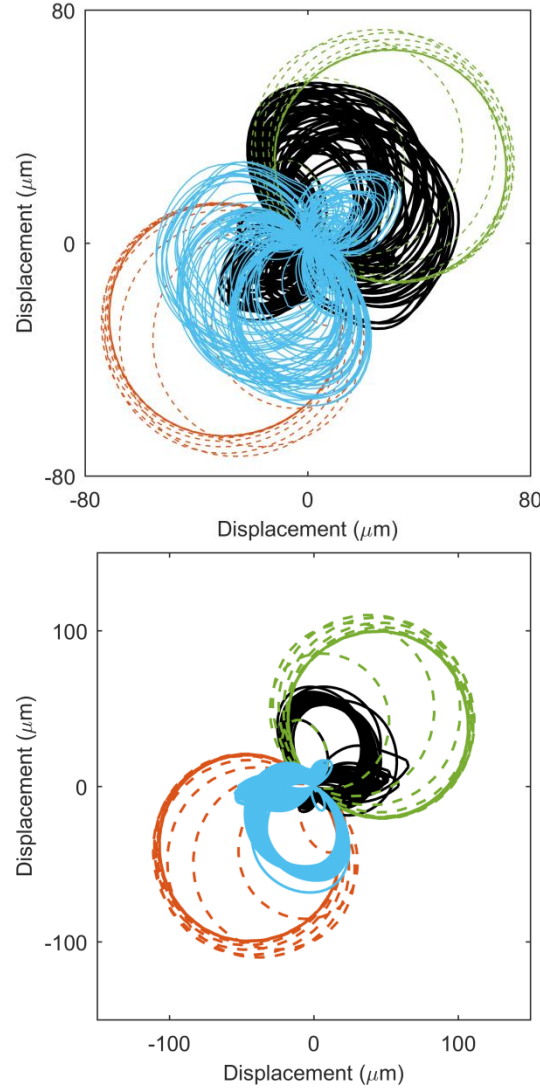 80
Displacement (μm)
0
-80
-80 0 80
Displacement (μm)
100
Displacement (μm)
0
-100
-100 0 100
Displacement (μm)